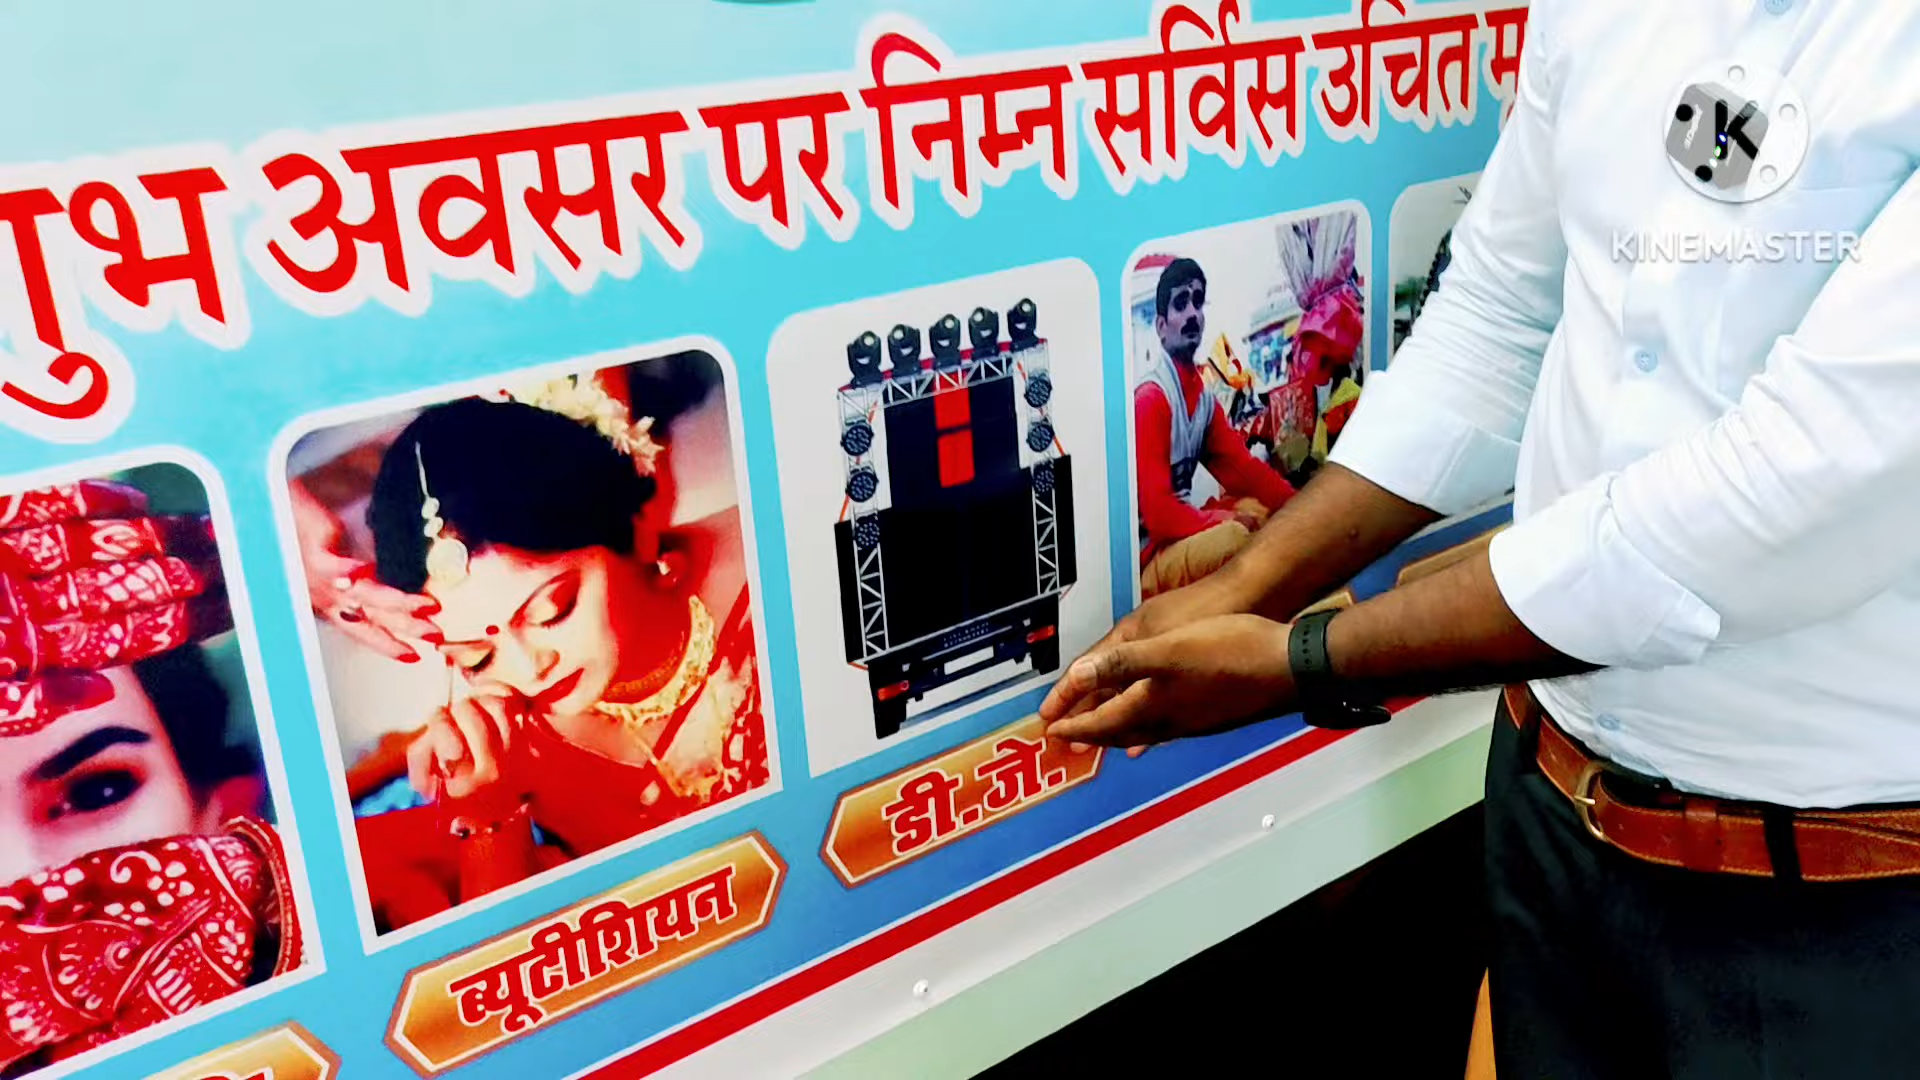 शुभ अवसर पर निम्न सर्विस उचित
KINEMASTER
डी.जे.
ब्यूटीशियन